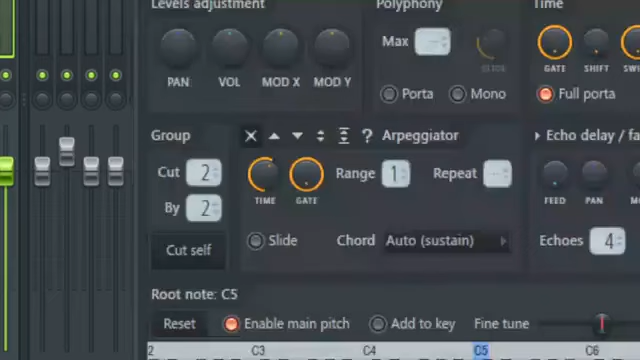 Levels adjustment
Polyphony
Time
Max
PAN
VOL
MOD X
MOD Y
SLIDE
GATE
SHIFT
Porta
Mono
Full porta
Group
? Arpeggiator
Echo delay / fa
Cut 2
By 2
Cut self
TIME
GATE
Range 1
Repeat
FEED
PAN
Slide
Chord Auto (sustain)
Echoes 4
Root note: C5
Reset
Enable main pitch
Add to key
Fine tune
2
C3
C4
C5
C6